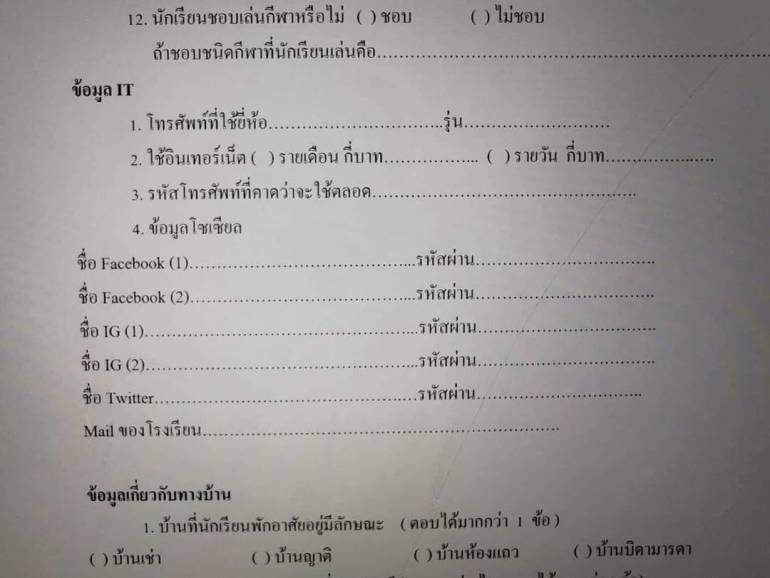 12. นักเรียนชอบเล่นกีฬาหรือไม่ ( ) ชอบ ( ) ไม่ชอบ
ถ้าชอบชนิดกีฬาที่นักเรียนเล่นคือ................................................................
ข้อมูล IT
1. โทรศัพท์ที่ใช้ยี่ห้อ................................รุ่น...........................
2. ใช้อินเทอร์เน็ต ( ) รายเดือน กี่บาท.................. ( ) รายวัน กี่บาท....................
3. รหัสโทรศัพท์ที่คาดว่าจะใช้ตลอด................................................
4. ข้อมูลโซเซียล
ชื่อ Facebook (1)..........................................รหัสผ่าน.................................
ชื่อ Facebook (2)..........................................รหัสผ่าน.................................
ชื่อ IG (1)..................................................รหัสผ่าน.................................
ชื่อ IG (2)..................................................รหัสผ่าน.................................
ชื่อ Twitter................................................รหัสผ่าน...............................
Mail ของโรงเรียน.................................................................
ข้อมูลเกี่ยวกับทางบ้าน
1. บ้านที่นักเรียนพักอาศัยอยู่มีลักษณะ ( ตอบได้มากกว่า 1 ข้อ )
( ) บ้านเช่า ( ) บ้านญาติ ( ) บ้านห้องแถว ( ) บ้านบิดามารดา